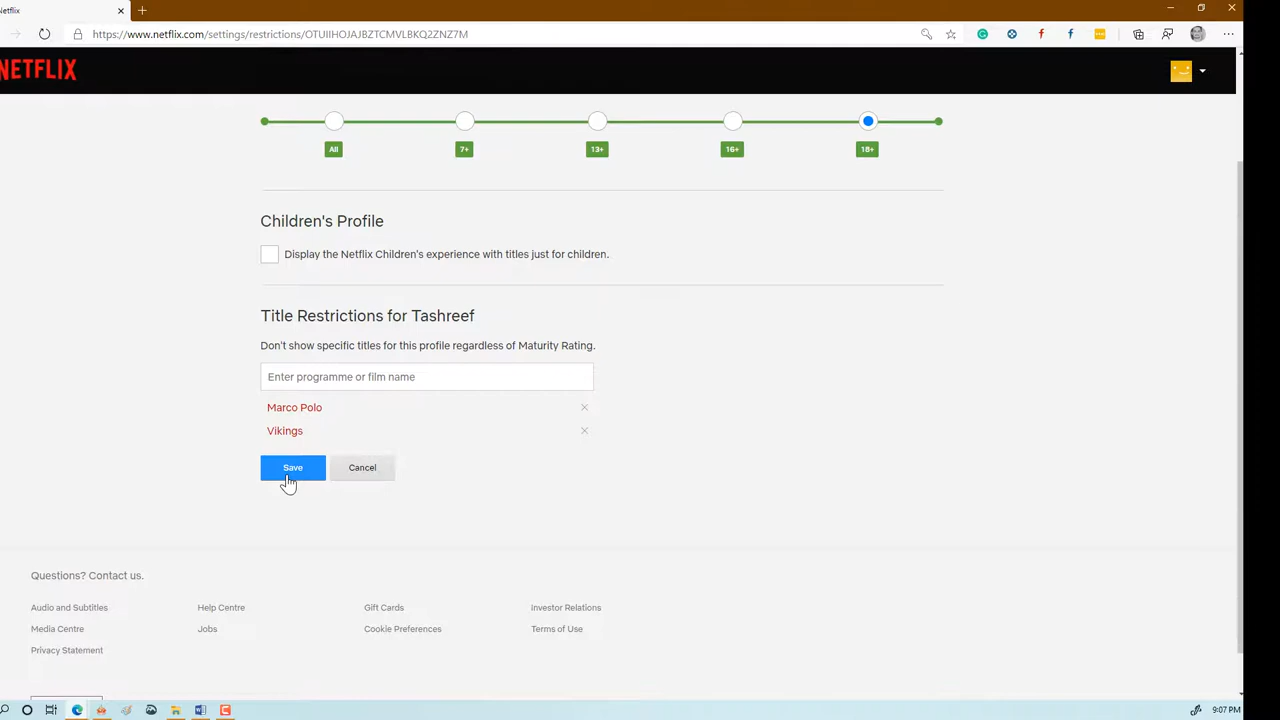 etflix
https://www.netflix.com/settings/restrictions/OTUIIHOJAJBZTCMVLBKQ2ZNZ7M
NETFLIX
All 7+ 13+ 16+ 18+
Children's Profile
Display the Netflix Children's experience with titles just for children.
Title Restrictions for Tashreef
Don't show specific titles for this profile regardless of Maturity Rating.
Enter programme or film name
Marco Polo
Vikings
Save Cancel
Questions? Contact us.
Audio and Subtitles Help Centre Gift Cards Investor Relations
Media Centre Jobs Cookie Preferences Terms of Use
Privacy Statement
9:07 PM